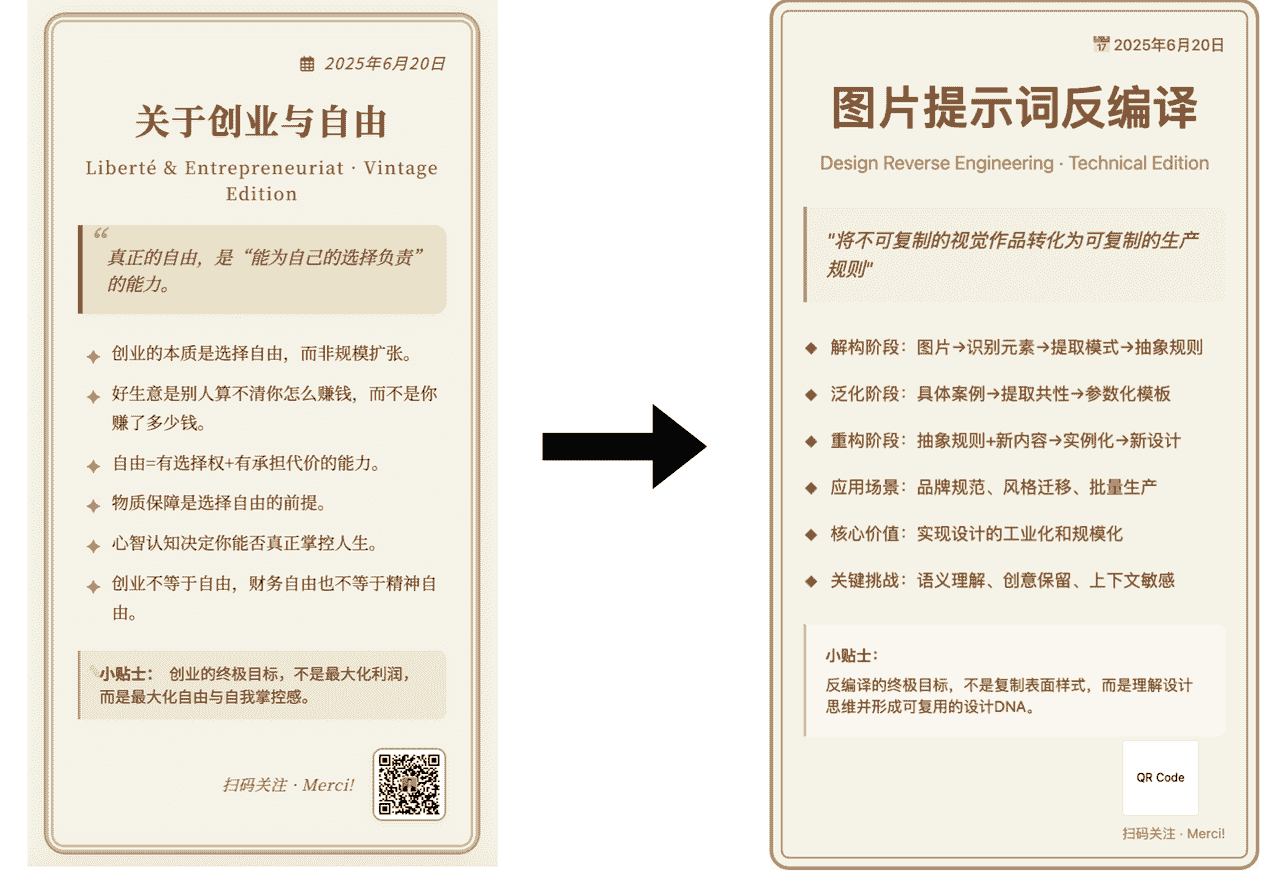 2025年6月20日
关于创业与自由
Liberté & Entrepreneuriat · Vintage
Edition
“
真正的自由，是“能为自己的选择负责”
的能力。
创业的本质是选择自由，而非规模扩张。
好生意是别人算不清你怎么赚钱，而不是你
赚了多少钱。
自由=有选择权+有承担代价的能力。
物质保障是选择自由的前提。
心智认知决定你能否真正掌控人生。
创业不等于自由，财务自由也不等于精神自
由。
小贴士： 创业的终极目标，不是最大化利润，
而是最大化自由与自我掌控感。
扫码关注 · Merci!
17 2025年6月20日
图片提示词反编译
Design Reverse Engineering · Technical Edition
"将不可复制的视觉作品转化为可复制的生产
规则"
解构阶段：图片→识别元素→提取模式→抽象规则
泛化阶段：具体案例→提取共性→参数化模板
重构阶段：抽象规则+新内容→实例化→新设计
应用场景：品牌规范、风格迁移、批量生产
核心价值：实现设计的工业化和规模化
关键挑战：语义理解、创意保留、上下文敏感
小贴士：
反编译的终极目标，不是复制表面样式，而是理解设计
思维并形成可复用的设计DNA。
QR Code
扫码关注 · Merci!